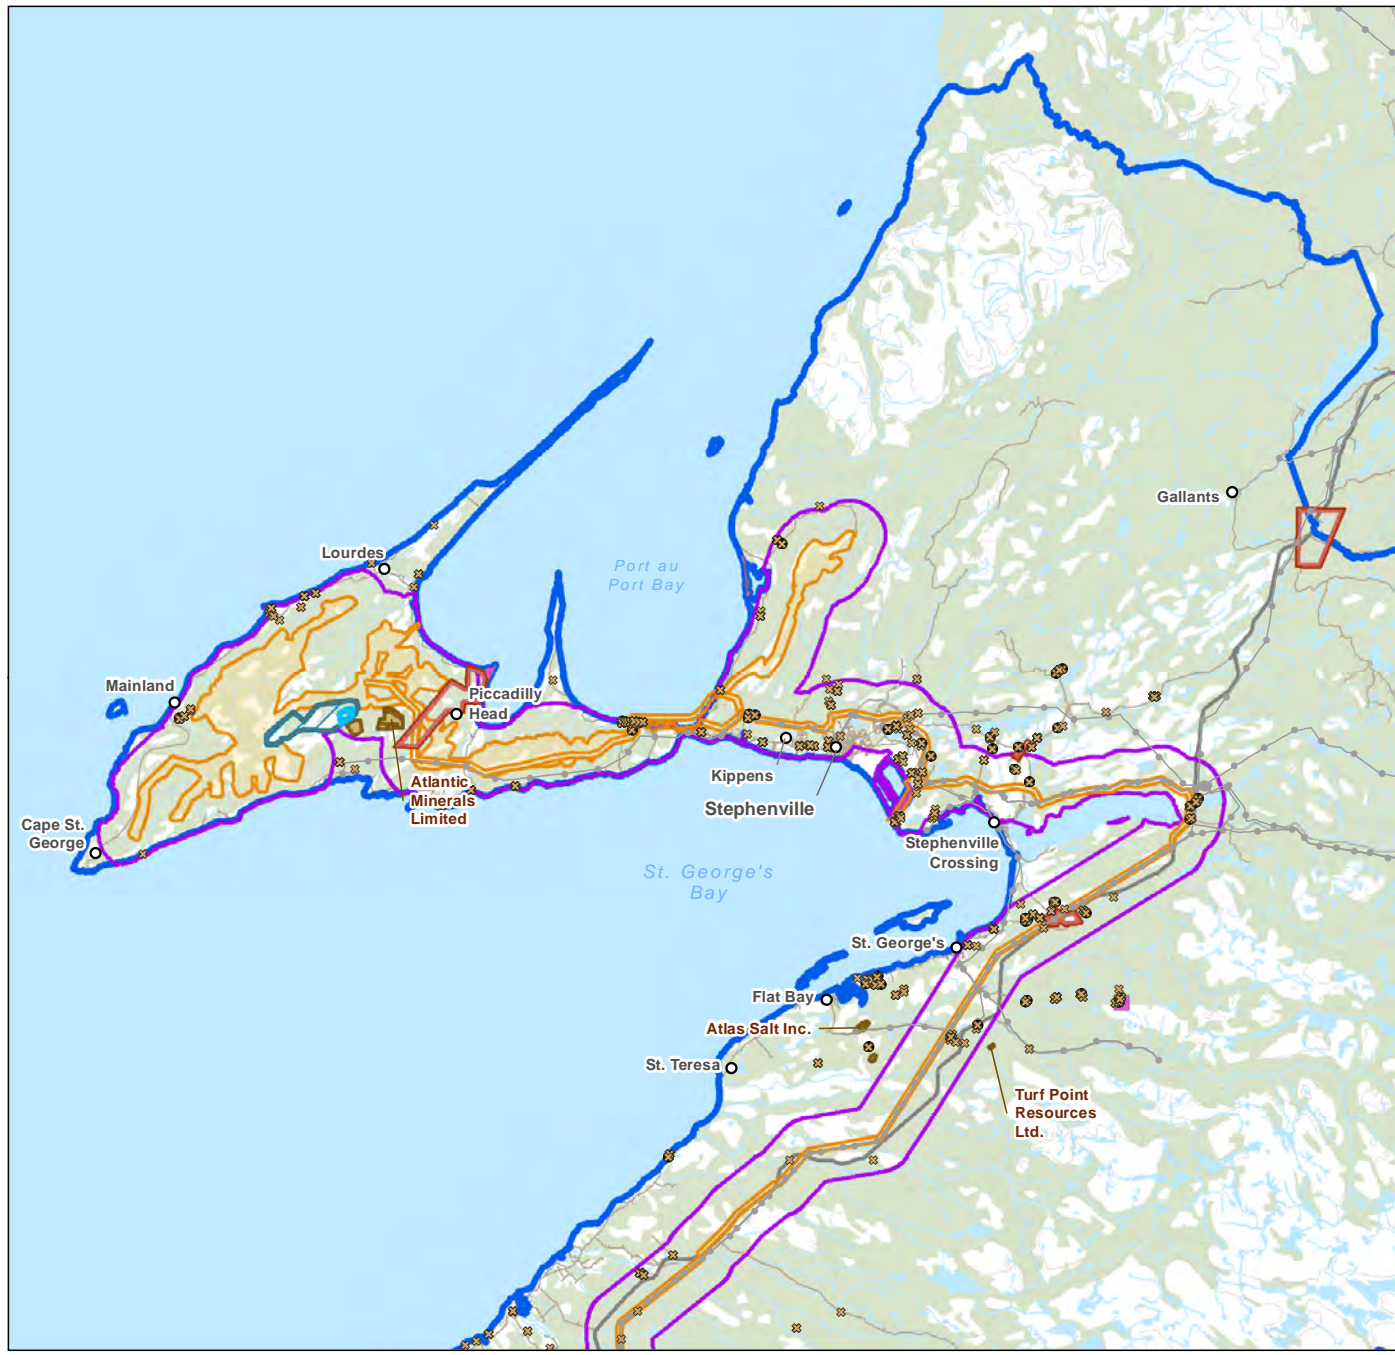 Gallants
Lourdes
Port au
Port Bay
Mainland
Piccadilly
Head
Kippens
Stephenville
Atlantic
Minerals
Limited
Cape St.
George
Stephenville
Crossing
St. George's
Bay
St. George's
Flat Bay
Atlas Salt Inc.
St. Teresa
Turf Point
Resources
Ltd.